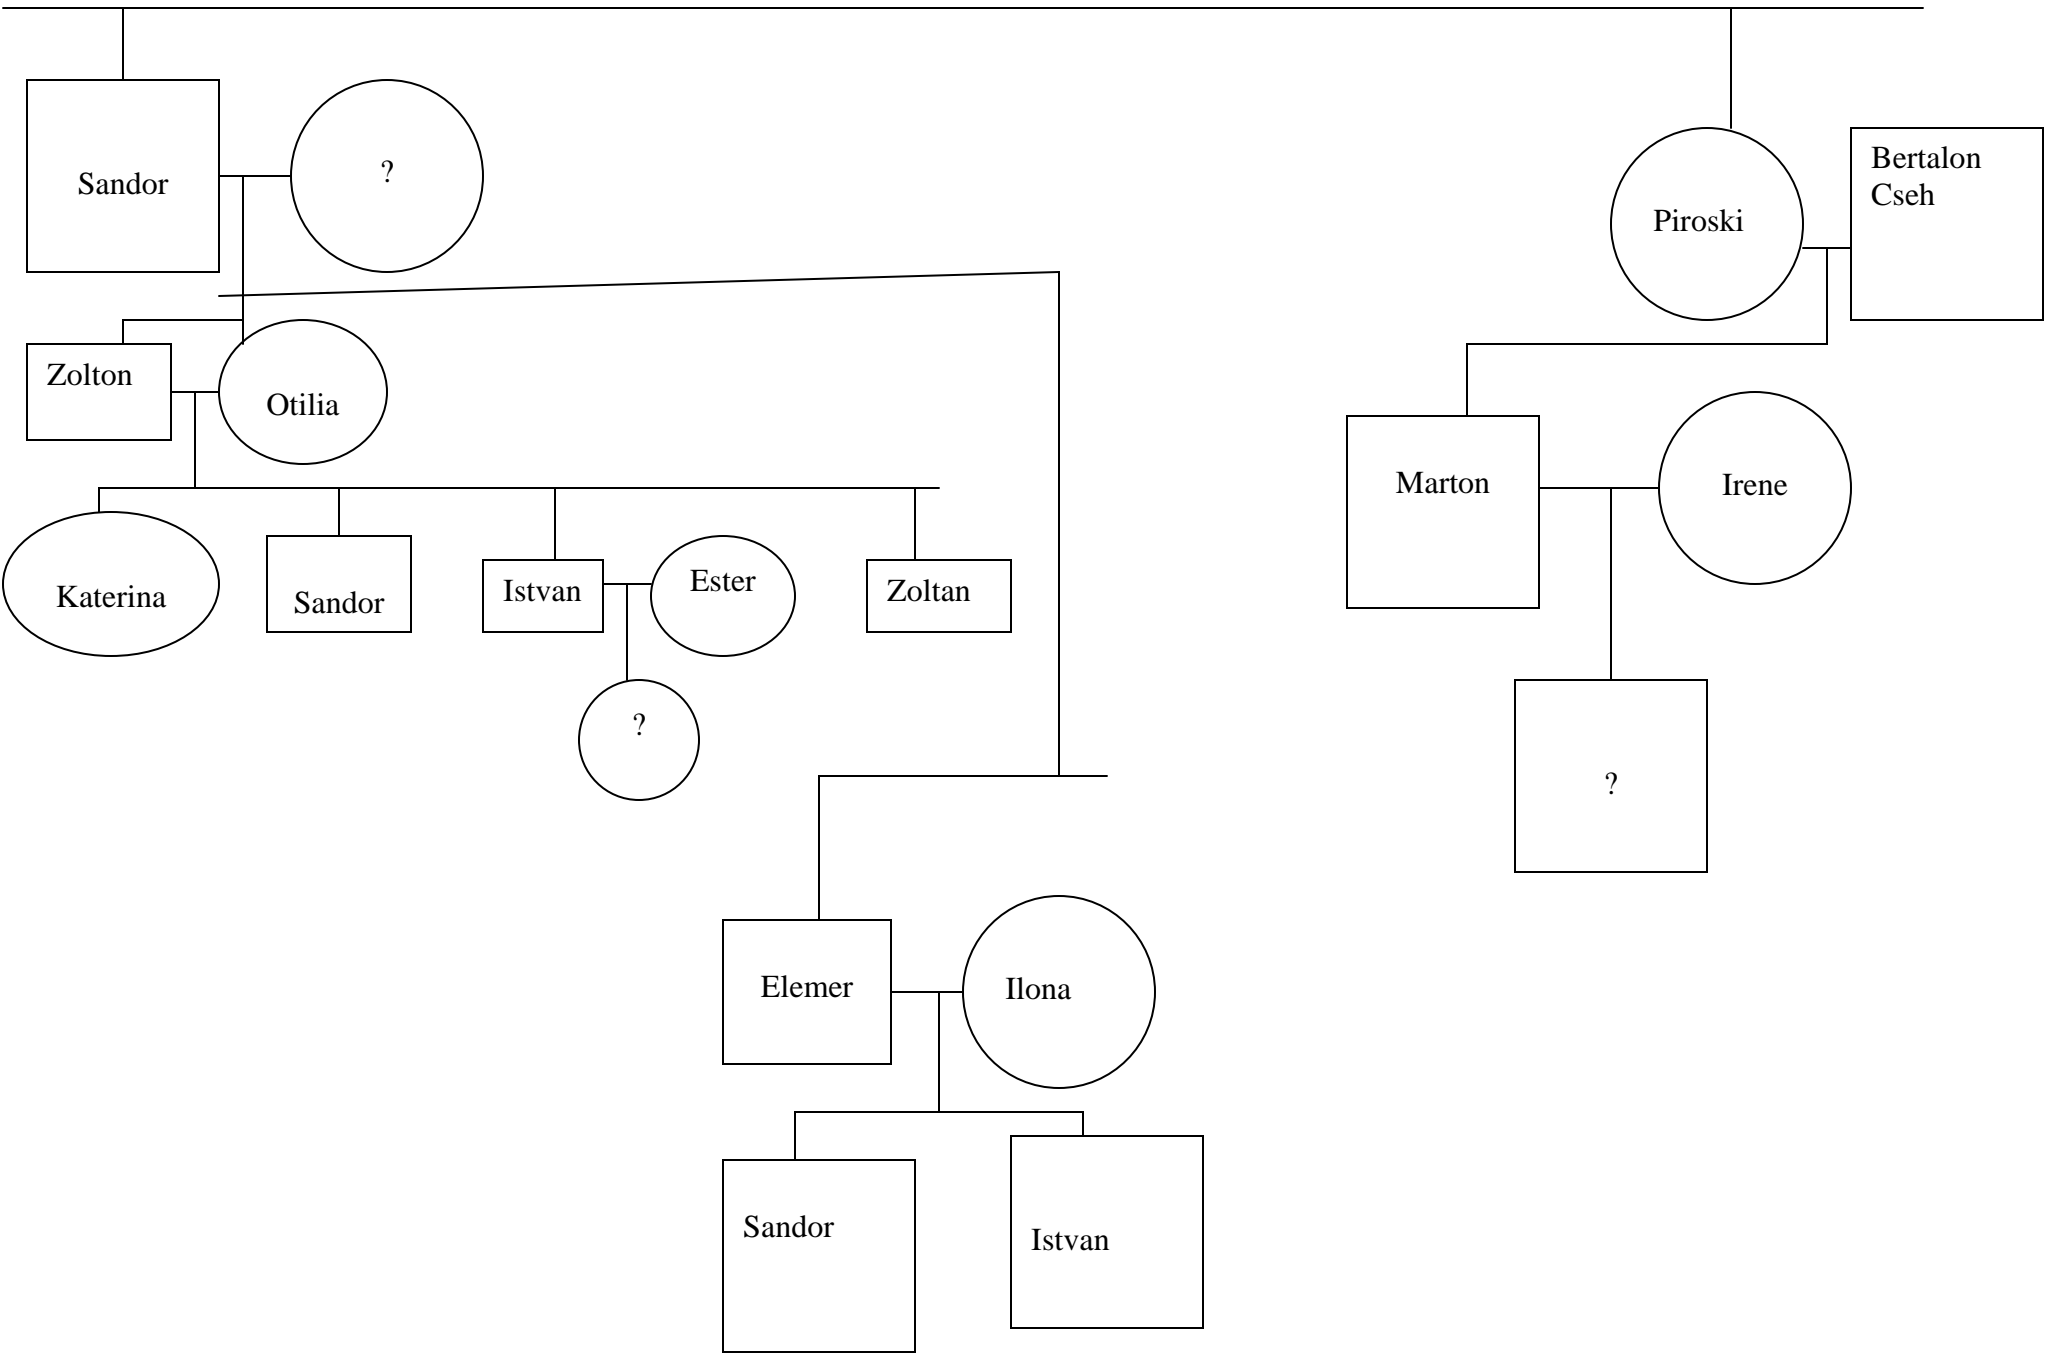 Sandor
?
Piroski
Bertalon
Cseh
Zolton
Otilia
Marton
Irene
Katerina
Sandor
Istvan
Ester
Zoltan
?
?
Elemer
Ilona
Sandor
Istvan